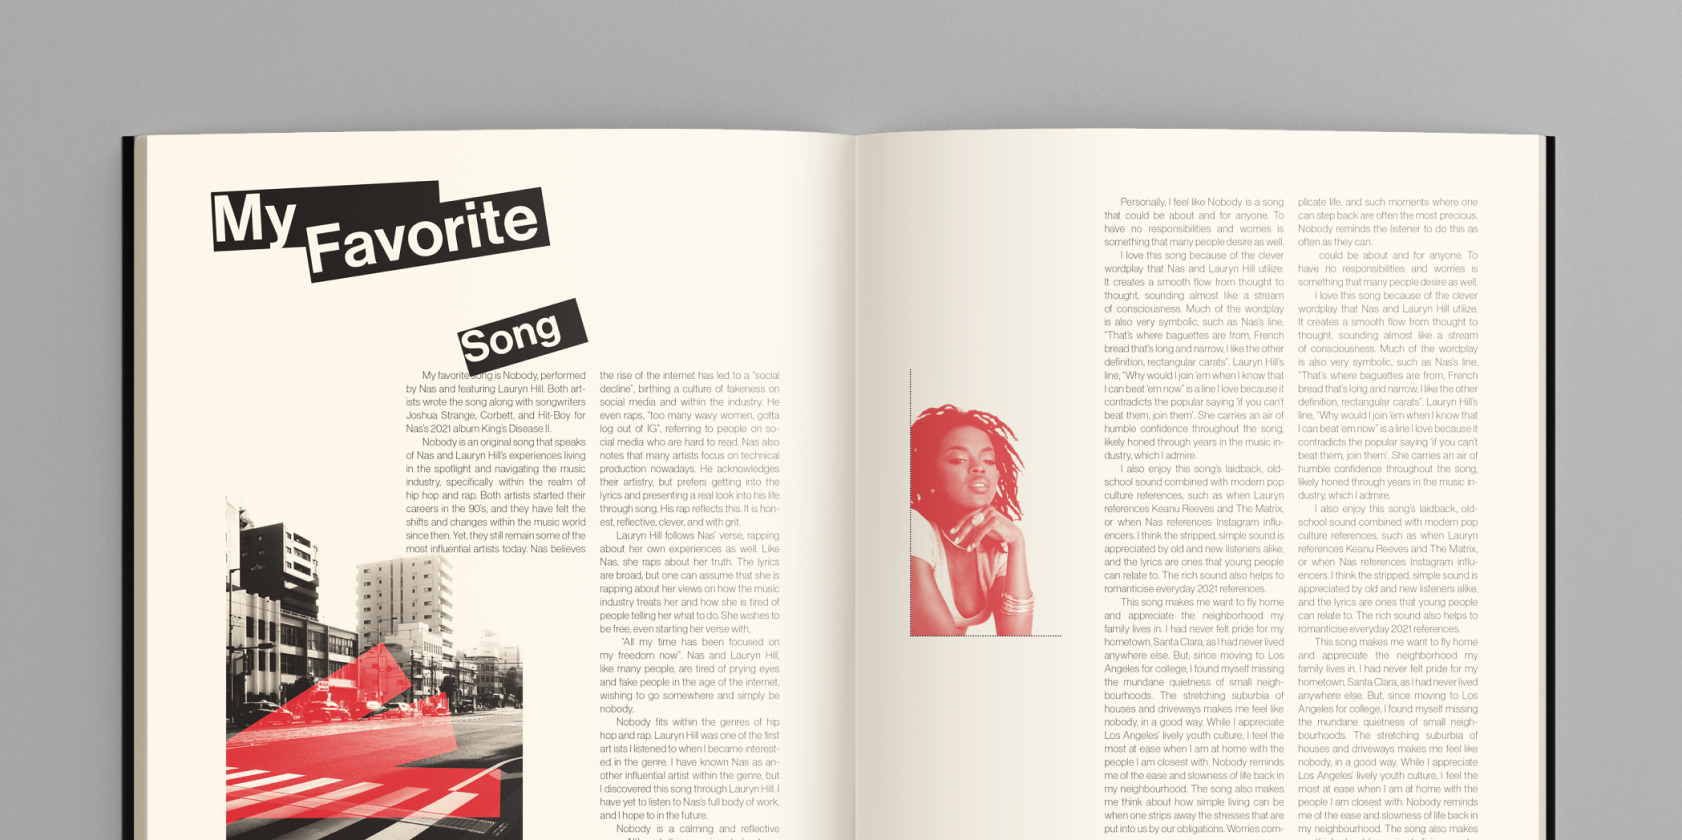 My
Favorite
Song
My favorite song is Nobody, performed
by Nas and featuring Lauryn Hill. Both art-
ists wrote the song along with songwriters
Joshua Strange, Corbett, and Hit-Boy for
Nas's 2021 album King's Disease II.
Nobody is an original song that speaks
of Nas and Lauryn Hill's experiences living
in the spotlight and navigating the music
industry, specifically within the realm of
hip hop and rap. Both artists started their
careers in the 90's, and they have felt the
shifts and changes within the music world
since then. Yet, they still remain some of the
most influential artists today. Nas believes
the rise of the internet has led to a "social
decline", birthing a culture of fakeness on
social media and within the industry. He
even raps, "too many wavy women, gotta
log out of IG", referring to people on so-
cial media who are hard to read. Nas also
notes that many artists focus on technical
production nowadays. He acknowledges
their artistry, but prefers getting into the
lyrics and presenting a real look into his life
through song. His rap reflects this. It is hon-
est, reflective, clever, and with grit.
Lauryn Hill follows Nas' verse, rapping
about her own experiences as well. Like
Nas, she raps about her truth. The lyrics
are broad, but one can assume that she is
rapping about her views on how the music
industry treats her and how she is tired of
people telling her what to do. She wishes to
be free, even starting her verse with,
"All my time has been focused on
my freedom now". Nas and Lauryn Hill,
like many people, are tired of prying eyes
and fake people in the age of the internet,
wishing to go somewhere and simply be
nobody.
Nobody fits within the genres of hip
hop and rap. Lauryn Hill was one of the first
art ists I listened to when I became interest-
ed in the genre. I have known Nas as an-
other influential artist within the genre, but
I discovered this song through Lauryn Hill. I
have yet to listen to Nas's full body of work,
and I hope to in the future.
Nobody is a calming and reflective
Personally, I feel like Nobody is a song
that could be about and for anyone. To
have no responsibilities and worries is
something that many people desire as well.
I love this song because of the clever
wordplay that Nas and Lauryn Hill utilize.
It creates a smooth flow from thought to
thought, sounding almost like a stream
of consciousness. Much of the wordplay
is also very symbolic, such as Nas's line,
"That's where baguettes are from, French
bread that's long and narrow, I like the other
definition, rectangular carats". Lauryn Hill's
line, "Why would I join 'em when I know that
I can beat 'em now" is a line I love because it
contradicts the popular saying 'if you can't
beat them, join them'. She carries an air of
humble confidence throughout the song,
likely honed through years in the music in-
dustry, which I admire.
I also enjoy this song's laidback, old-
school sound combined with modern pop
culture references, such as when Lauryn
references Keanu Reeves and The Matrix,
or when Nas references Instagram influ-
encers. I think the stripped, simple sound is
appreciated by old and new listeners alike,
and the lyrics are ones that young people
can relate to. The rich sound also helps to
romanticise everyday 2021 references.
This song makes me want to fly home
and appreciate the neighborhood my
family lives in. I had never felt pride for my
hometown, Santa Clara, as I had never lived
anywhere else. But, since moving to Los
Angeles for college, I found myself missing
the mundane quietness of small neigh-
bourhoods. The stretching suburbia of
houses and driveways makes me feel like
nobody, in a good way. While I appreciate
Los Angeles' lively youth culture, I feel the
most at ease when I am at home with the
people I am closest with. Nobody reminds
me of the ease and slowness of life back in
my neighborhood. The song also makes
me think about how simple living can be
when one strips away the stresses that are
put into us by our obligations. Worries com-
plicate life, and such moments where one
can step back are often the most precious.
Nobody reminds the listener to do this as
often as they can.
could be about and for anyone. To
have no responsibilities and worries is
something that many people desire as well.
I love this song because of the clever
wordplay that Nas and Lauryn Hill utilize.
It creates a smooth flow from thought to
thought, sounding almost like a stream
of consciousness. Much of the wordplay
is also very symbolic, such as Nas's line,
"That's where baguettes are from, French
bread that's long and narrow, I like the other
definition, rectangular carats". Lauryn Hill's
line, "Why would I join 'em when I know that
I can beat 'em now" is a line I love because it
contradicts the popular saying 'if you can't
beat them, join them'. She carries an air of
humble confidence throughout the song,
likely honed through years in the music in-
dustry, which I admire.
I also enjoy this song's laidback, old-
school sound combined with modern pop
culture references, such as when Lauryn
references Keanu Reeves and The Matrix,
or when Nas references Instagram influ-
encers. I think the stripped, simple sound is
appreciated by old and new listeners alike,
and the lyrics are ones that young people
can relate to. The rich sound also helps to
romanticise everyday 2021 references.
This song makes me want to fly home
and appreciate the neighborhood my
family lives in. I had never felt pride for my
hometown, Santa Clara, as I had never lived
anywhere else. But, since moving to Los
Angeles for college, I found myself missing
the mundane quietness of small neigh-
bourhoods. The stretching suburbia of
houses and driveways makes me feel like
nobody, in a good way. While I appreciate
Los Angeles' lively youth culture, I feel the
most at ease when I am at home with the
people I am closest with. Nobody reminds
me of the ease and slowness of life back in
my neighborhood. The song also makes